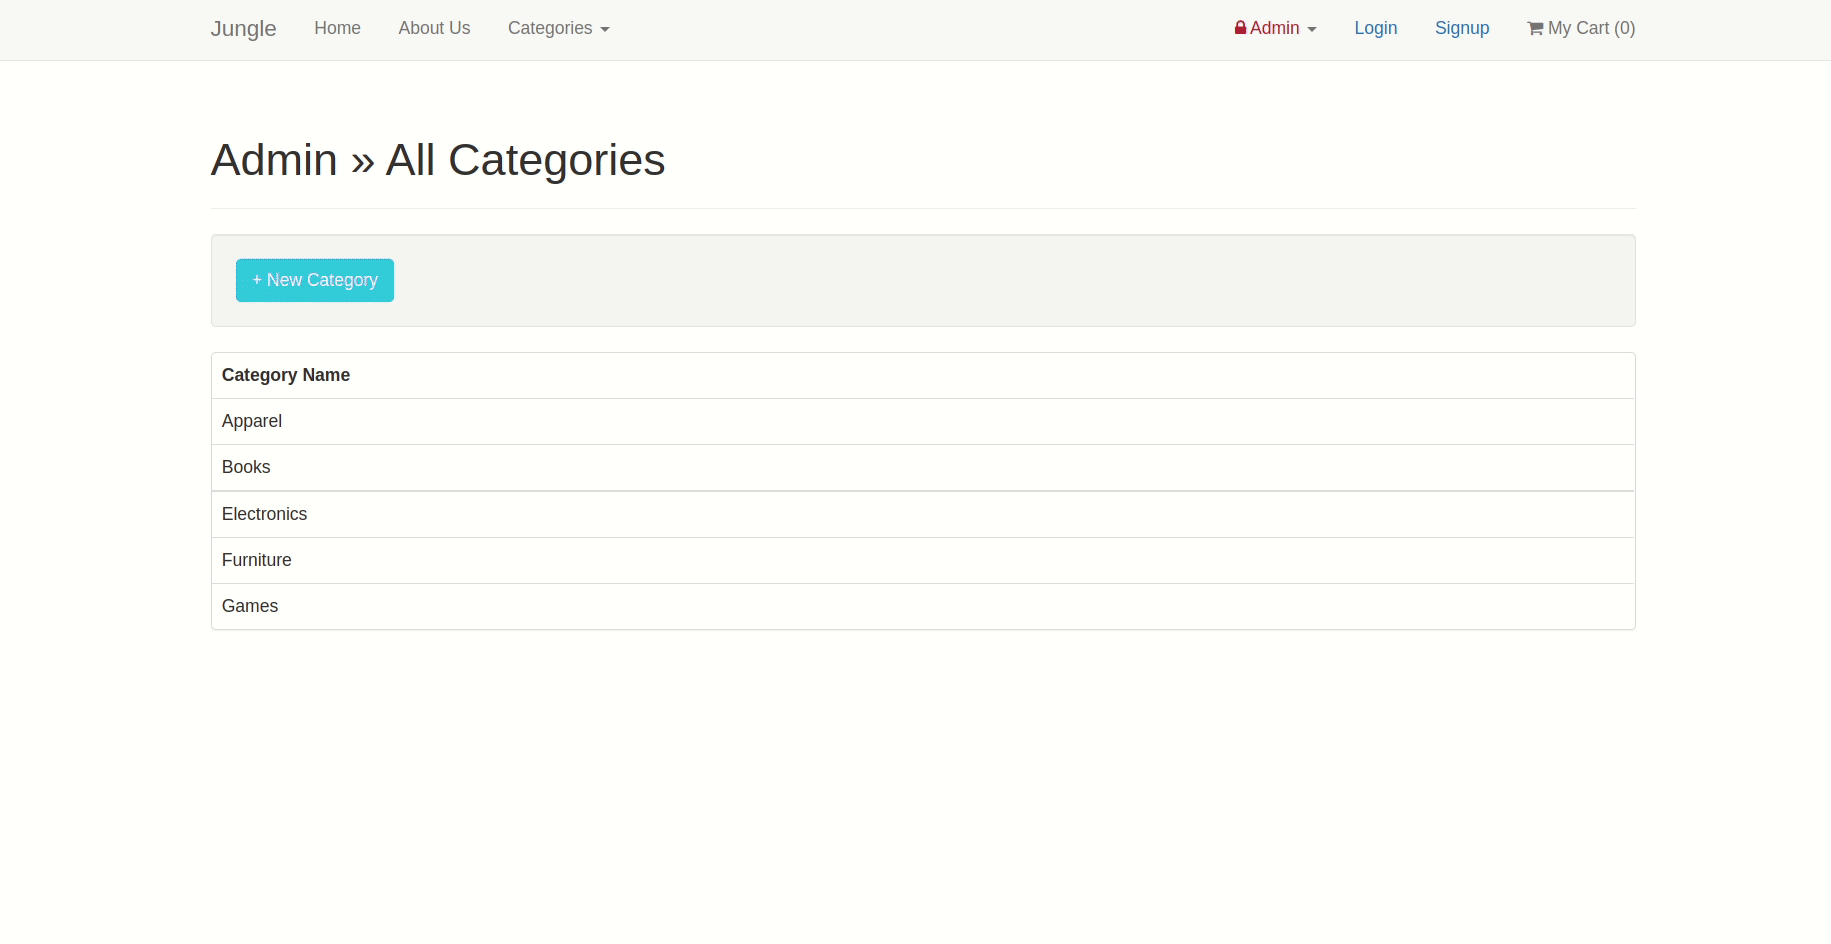 Jungle Home About Us Categories Admin Login Signup My Cart (0)
Admin » All Categories
+ New Category
Category Name
Apparel
Books
Electronics
Furniture
Games